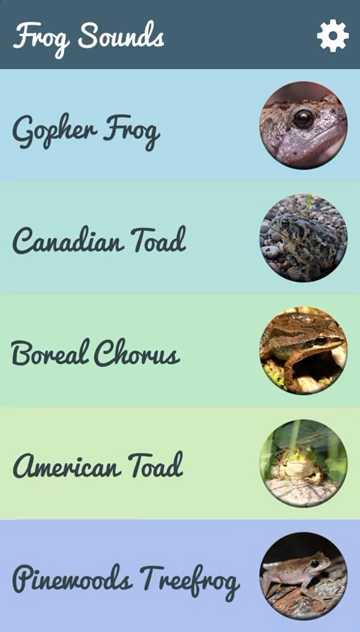 Frog Sounds
Gopher Frog
Canadian Toad
Boreal Chorus
American Toad
Pinewoods Treefrog